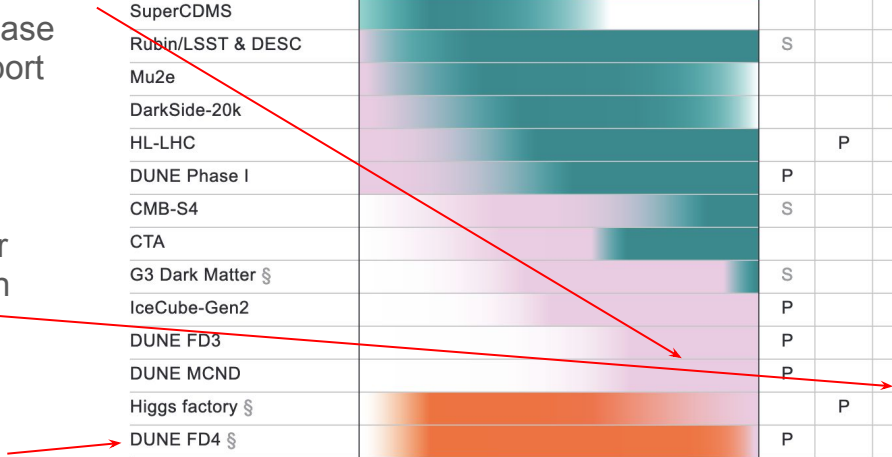 ase
port
r
n
SuperCDMS
Rubin/LSST & DESC S
Mu2e
DarkSide-20k
HL-LHC P
DUNE Phase I P
CMB-S4 S
CTA
G3 Dark Matter § S
IceCube-Gen2 P
DUNE FD3 P
DUNE MCND P
Higgs factory § P
DUNE FD4 § P